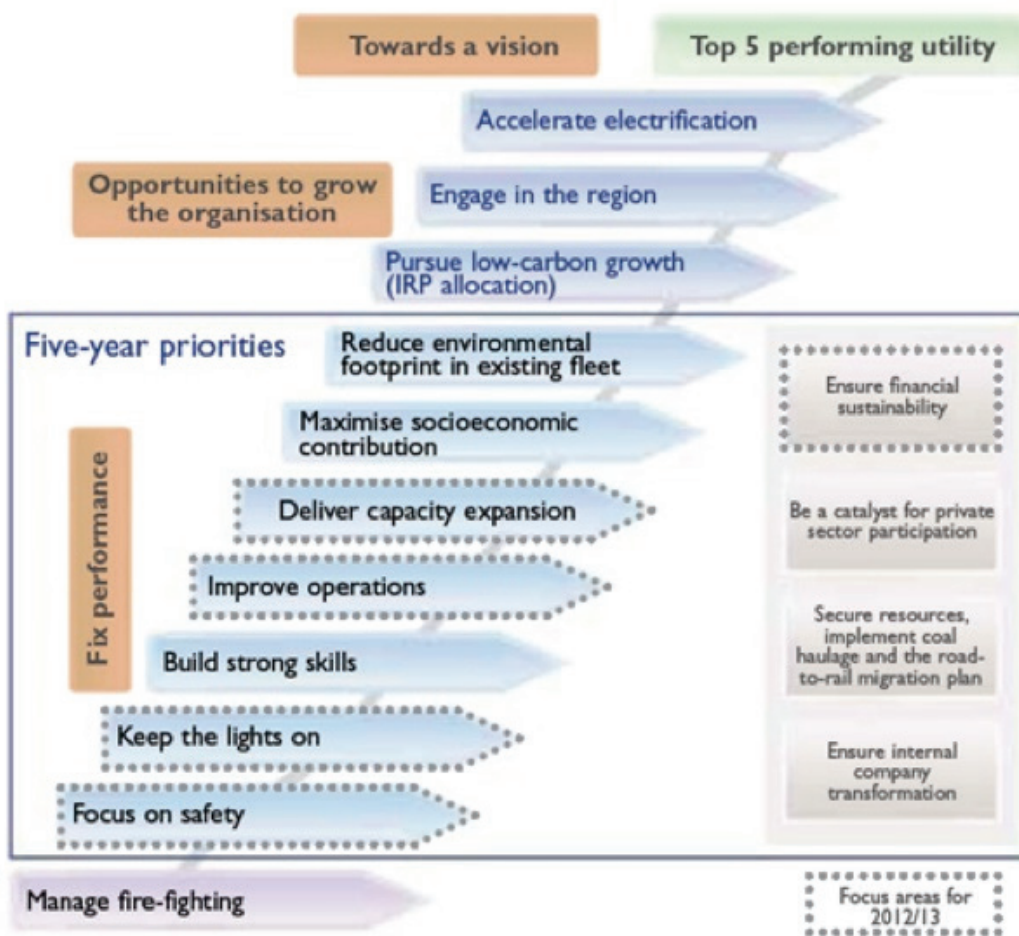 Towards a vision
Top 5 performing utility
Accelerate electrification
Opportunities to grow
the organisation
Engage in the region
Pursue low-carbon growth
(IRP allocation)
Five-year priorities
Reduce environmental
footprint in existing fleet
Maximise socioeconomic
contribution
Deliver capacity expansion
Improve operations
Build strong skills
Keep the lights on
Focus on safety
Fix performance
Ensure financial
sustainability
Be a catalyst for private
sector participation
Secure resources,
implement coal
haulage and the road-
to-rail migration plan
Ensure internal
company
transformation
Manage fire-fighting
Focus areas for
2012/13